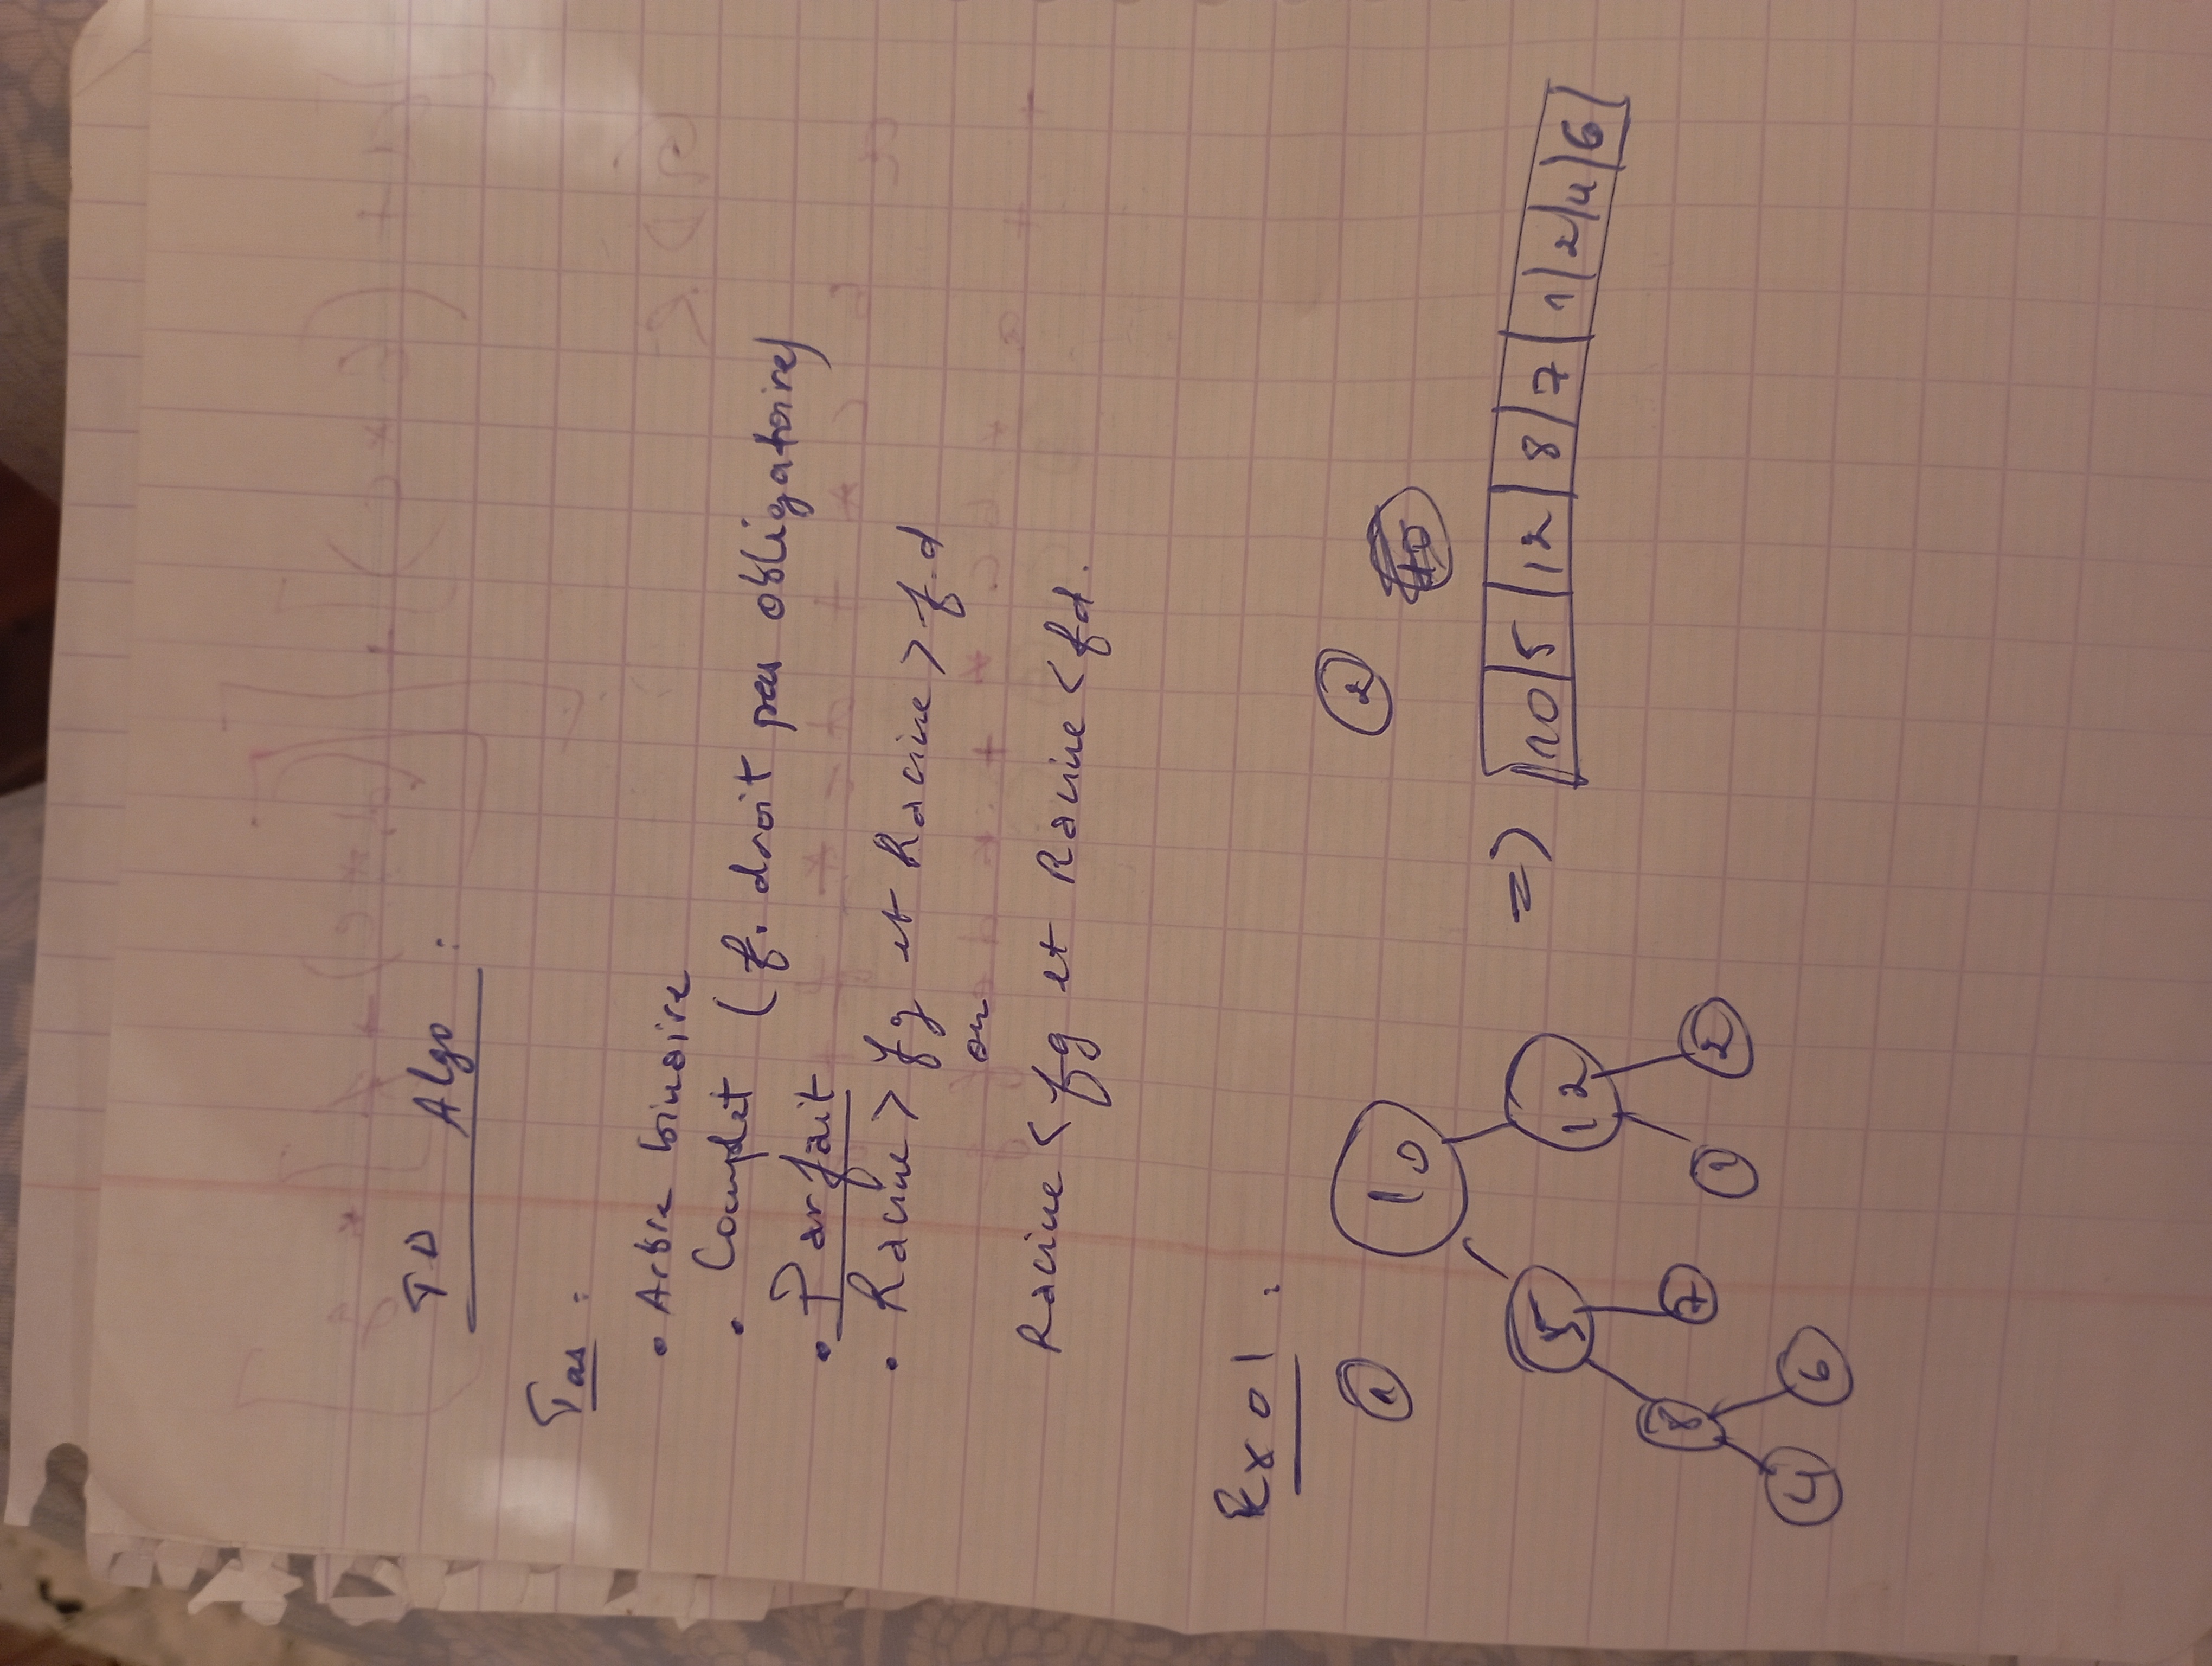 TD Algo :
Tas :
• Arbre binaire
• Complet (f. droit pas obligatoire)
• Parfait
• Racine > fg et Racine > f.d
ou
Racine < fg et Racine < fd.
Exo 1 :
① ②
10
5 12
8 7 1 2
4 6
=> 10 | 5 | 12 | 8 | 7 | 1 | 2 | 4 | 6